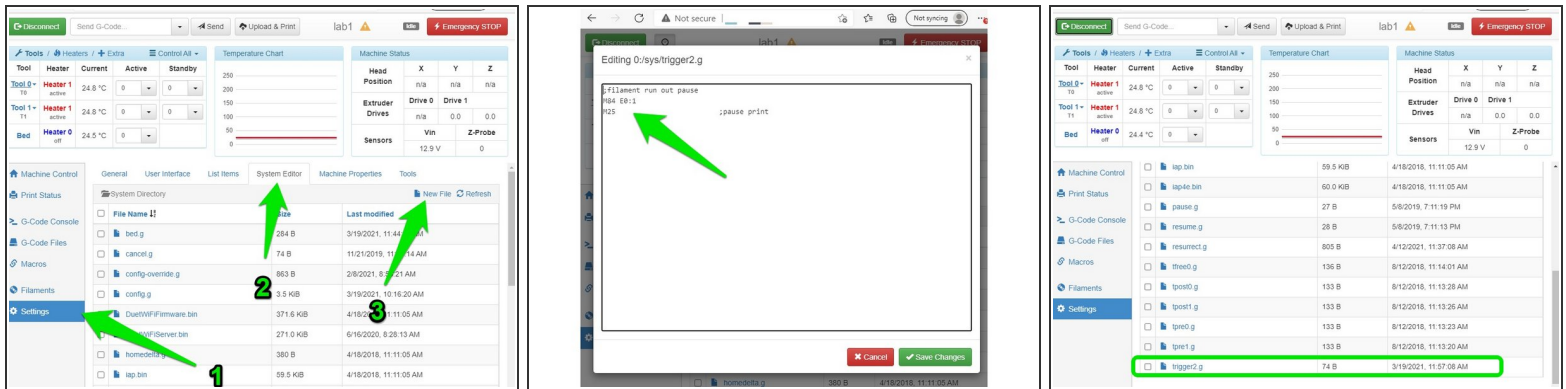 Disconnect Send G-Code... Send Upload & Print lab1 Idle Emergency STOP
Tools / Heaters / Extra Control All
Tool Heater Current Active Standby
Tool 0 Heater 1 24.8 °C 0 0
T0 active
Tool 1 Heater 1 24.8 °C 0 0
T1 active
Bed Heater 0 24.5 °C 0
off
Temperature Chart
250
200
150
100
50
0
Machine Status
Head Position X Y Z
n/a n/a n/a
Extruder Drives Drive 0 Drive 1
n/a 0.0 0.0
Sensors Vin Z-Probe
12.9 V 0
Machine Control
Print Status
G-Code Console
G-Code Files
Macros
Filaments
Settings
General User Interface List Items System Editor Machine Properties Tools
System Directory New File Refresh
File Name Size Last modified
bed.g 284 B 3/19/2021, 11:44
cancel.g 74 B 11/21/2019, 14 AM
config-override.g 863 B 2/8/2021, 21 AM
config.g 3.5 KiB 3/19/2021, 10:16:20 AM
DuetWiFiFirmware.bin 371.6 KiB 4/18/2018, 11:11:05 AM
271.0 KiB 6/16/2020, 8:28:13 AM
homedelta.g 380 B 4/18/2018, 11:11:05 AM
iap.bin 59.5 KiB 4/18/2018, 11:11:05 AM
1
2
3
Not secure Not syncing
Disconnect lab1 Idle Emergency STOP
Editing 0:/sys/trigger2.g ×
;filament run out pause
M84 E0:1
M25 ;pause print
Cancel Save Changes
homedelta.g 380 B 4/18/2018, 11:11:05 AM
Disconnect Send G-Code... Send Upload & Print lab1 Idle Emergency STOP
Tools / Heaters / Extra Control All
Tool Heater Current Active Standby
Tool 0 Heater 1 24.8 °C 0 0
T0 active
Tool 1 Heater 1 24.8 °C 0 0
T1 active
Bed Heater 0 24.4 °C 0
off
Temperature Chart
250
200
150
100
50
0
Machine Status
Head Position X Y Z
n/a n/a n/a
Extruder Drives Drive 0 Drive 1
n/a 0.0 0.0
Sensors Vin Z-Probe
12.9 V 0
Machine Control
Print Status
G-Code Console
G-Code Files
Macros
Filaments
Settings
iap.bin 59.5 KiB 4/18/2018, 11:11:05 AM
iap4e.bin 60.0 KiB 4/18/2018, 11:11:05 AM
pause.g 27 B 5/8/2019, 7:11:19 PM
resume.g 28 B 5/8/2019, 7:11:13 PM
resurrect.g 805 B 4/12/2021, 11:37:08 AM
tfree0.g 136 B 8/12/2018, 11:14:01 AM
tpost0.g 133 B 8/12/2018, 11:13:28 AM
tpost1.g 133 B 8/12/2018, 11:13:26 AM
tpre0.g 133 B 8/12/2018, 11:13:23 AM
tpre1.g 133 B 8/12/2018, 11:13:20 AM
trigger2.g 74 B 3/19/2021, 11:57:08 AM